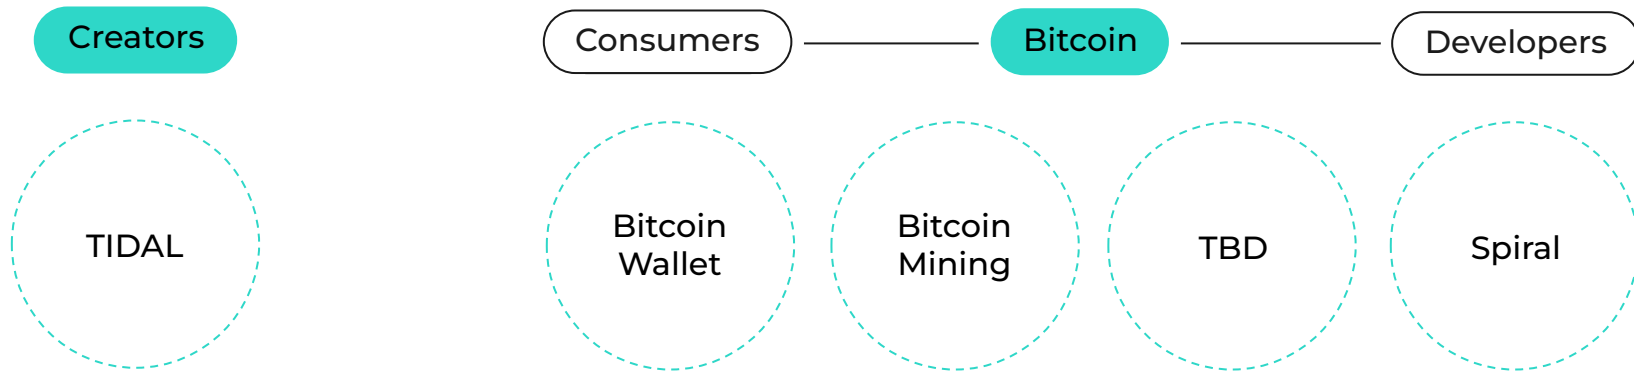 Creators
Consumers
Bitcoin
Developers
TIDAL
Bitcoin
Wallet
Bitcoin
Mining
TBD
Spiral